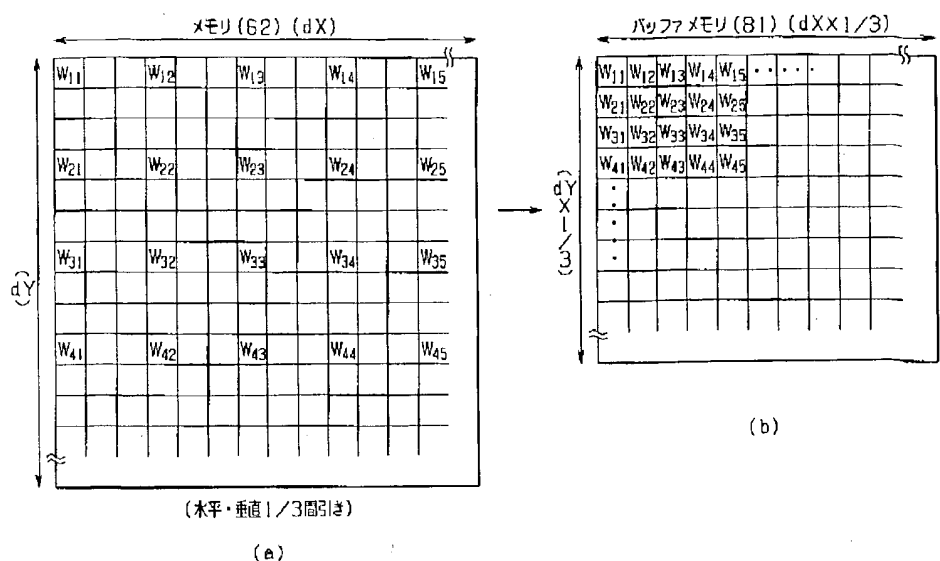 メモリ(62)(dX)
W11 W12 W13 W14 W15
W21 W22 W23 W24 W25
W31 W32 W33 W34 W35
W41 W42 W43 W44 W45
(dY)
(水平・垂直1/3間引き)
(a)
バッファメモリ(81)(dX×1/3)
W11 W12 W13 W14 W15 ・・・・・
W21 W22 W23 W24 W25
W31 W32 W33 W34 W35
W41 W42 W43 W44 W45
(dY×1/3)
(b)